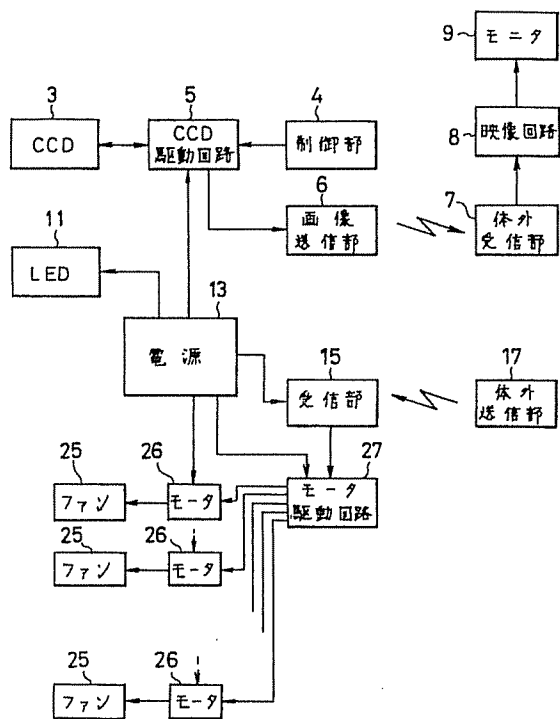 9
モニタ
3
5
4
CCD
CCD
駆動回路
制御部
8
映像回路
6
画像
送信部
7
体外
受信部
11
LED
13
電源
15
受信部
17
体外
送信部
25
26
27
ファン
モータ
モータ
駆動回路
25
26
ファン
モータ
25
26
ファン
モータ